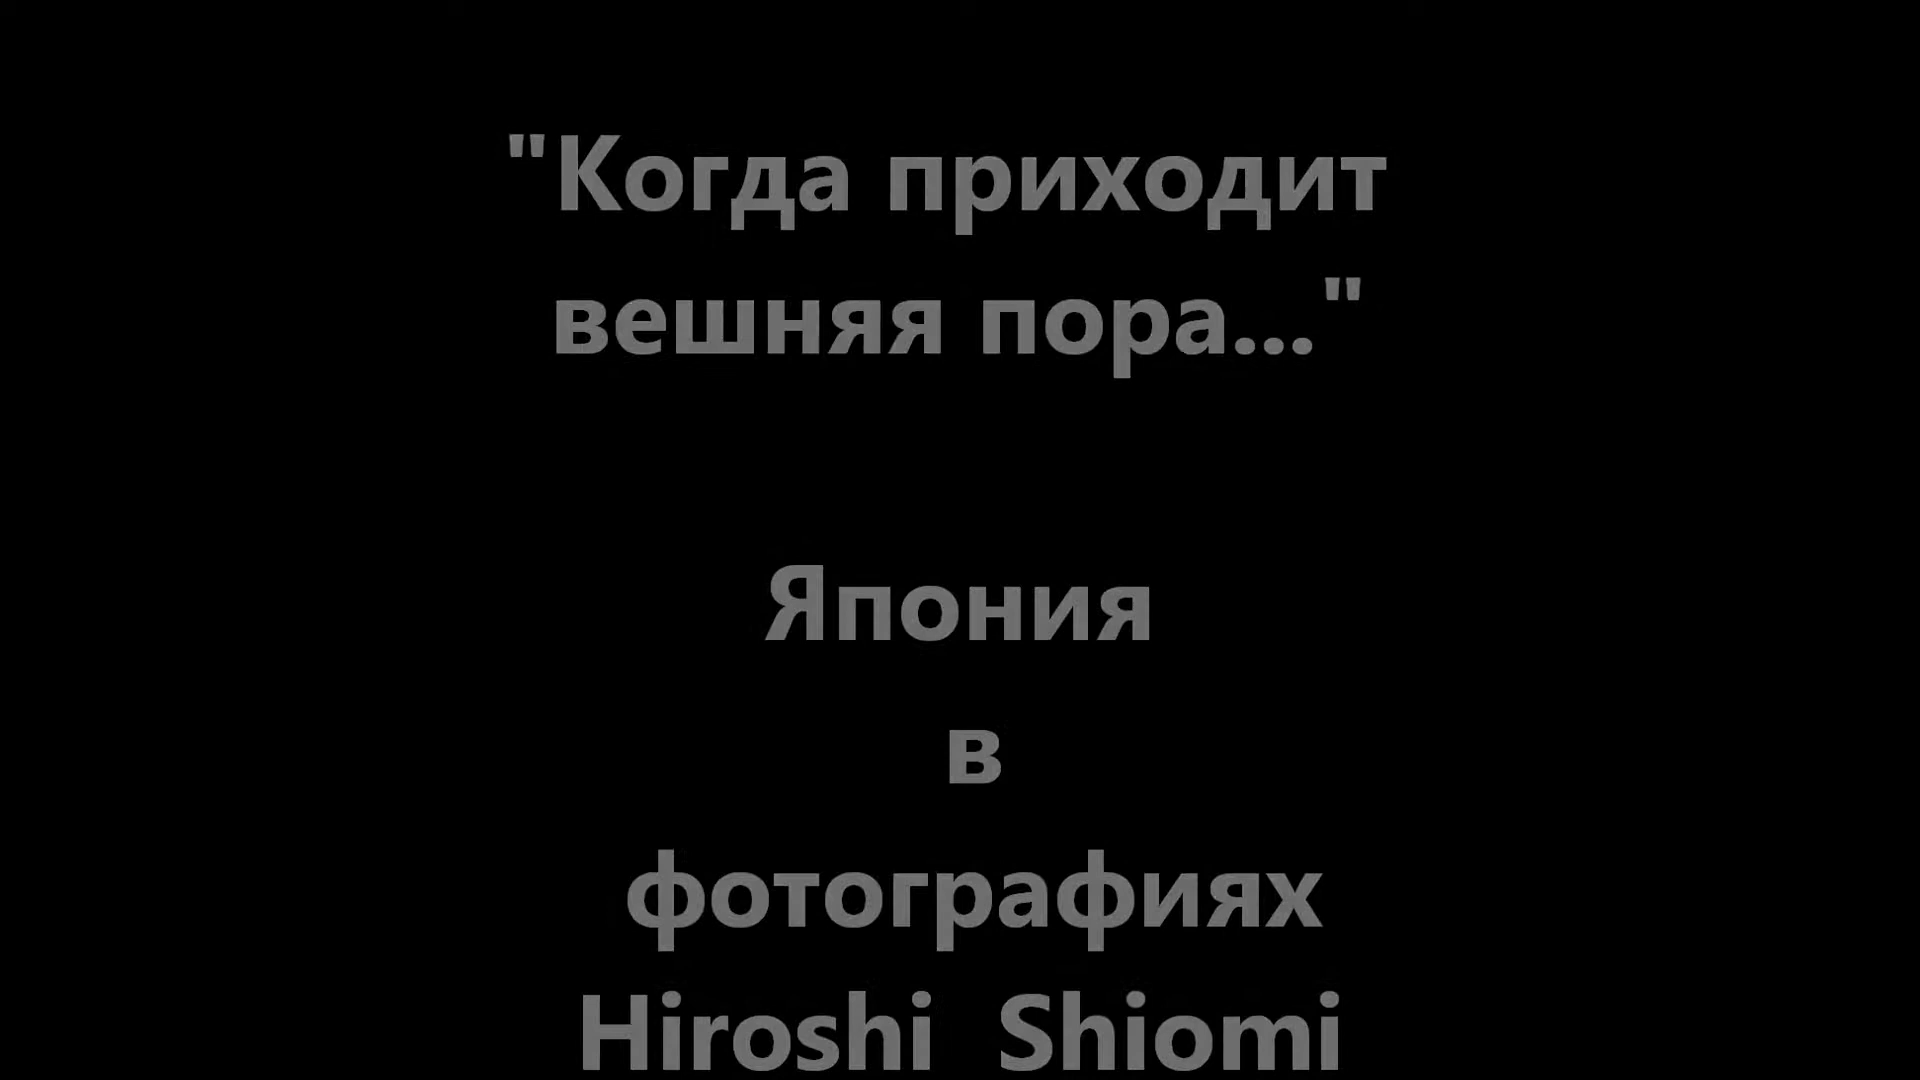 "Когда приходит
вешняя пора..."
Япония
в
фотографиях
Hiroshi Shiomi